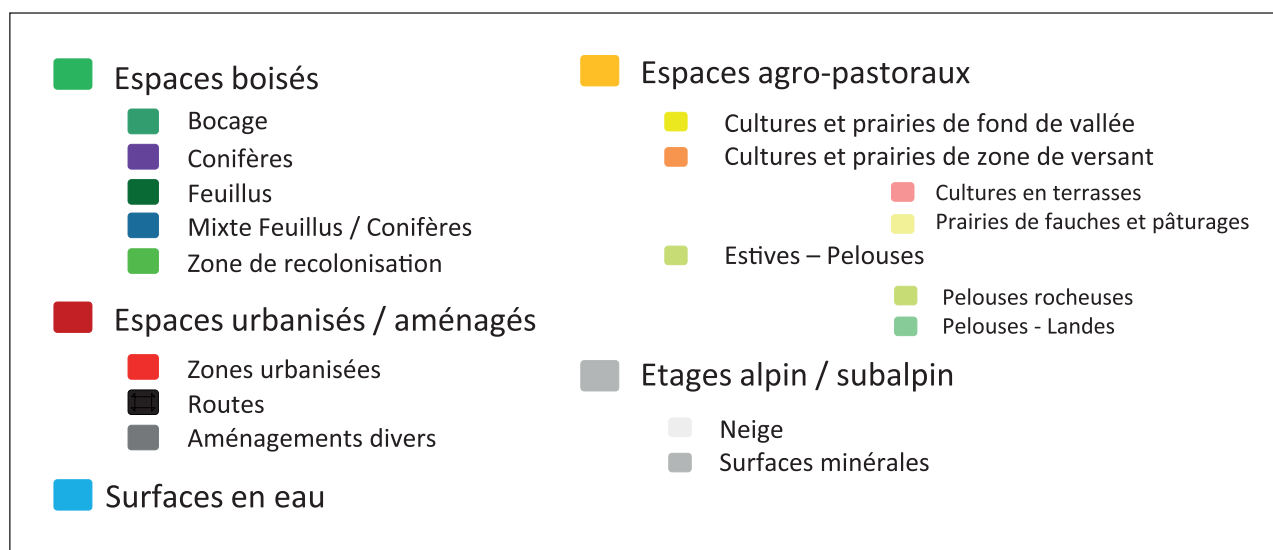 Espaces boisés
Bocage
Conifères
Feuillus
Mixte Feuillus / Conifères
Zone de recolonisation
Espaces urbanisés / aménagés
Zones urbanisées
Routes
Aménagements divers
Surfaces en eau
Espaces agro-pastoraux
Cultures et prairies de fond de vallée
Cultures et prairies de zone de versant
Cultures en terrasses
Prairies de fauches et pâturages
Estives – Pelouses
Pelouses rocheuses
Pelouses - Landes
Etages alpin / subalpin
Neige
Surfaces minérales